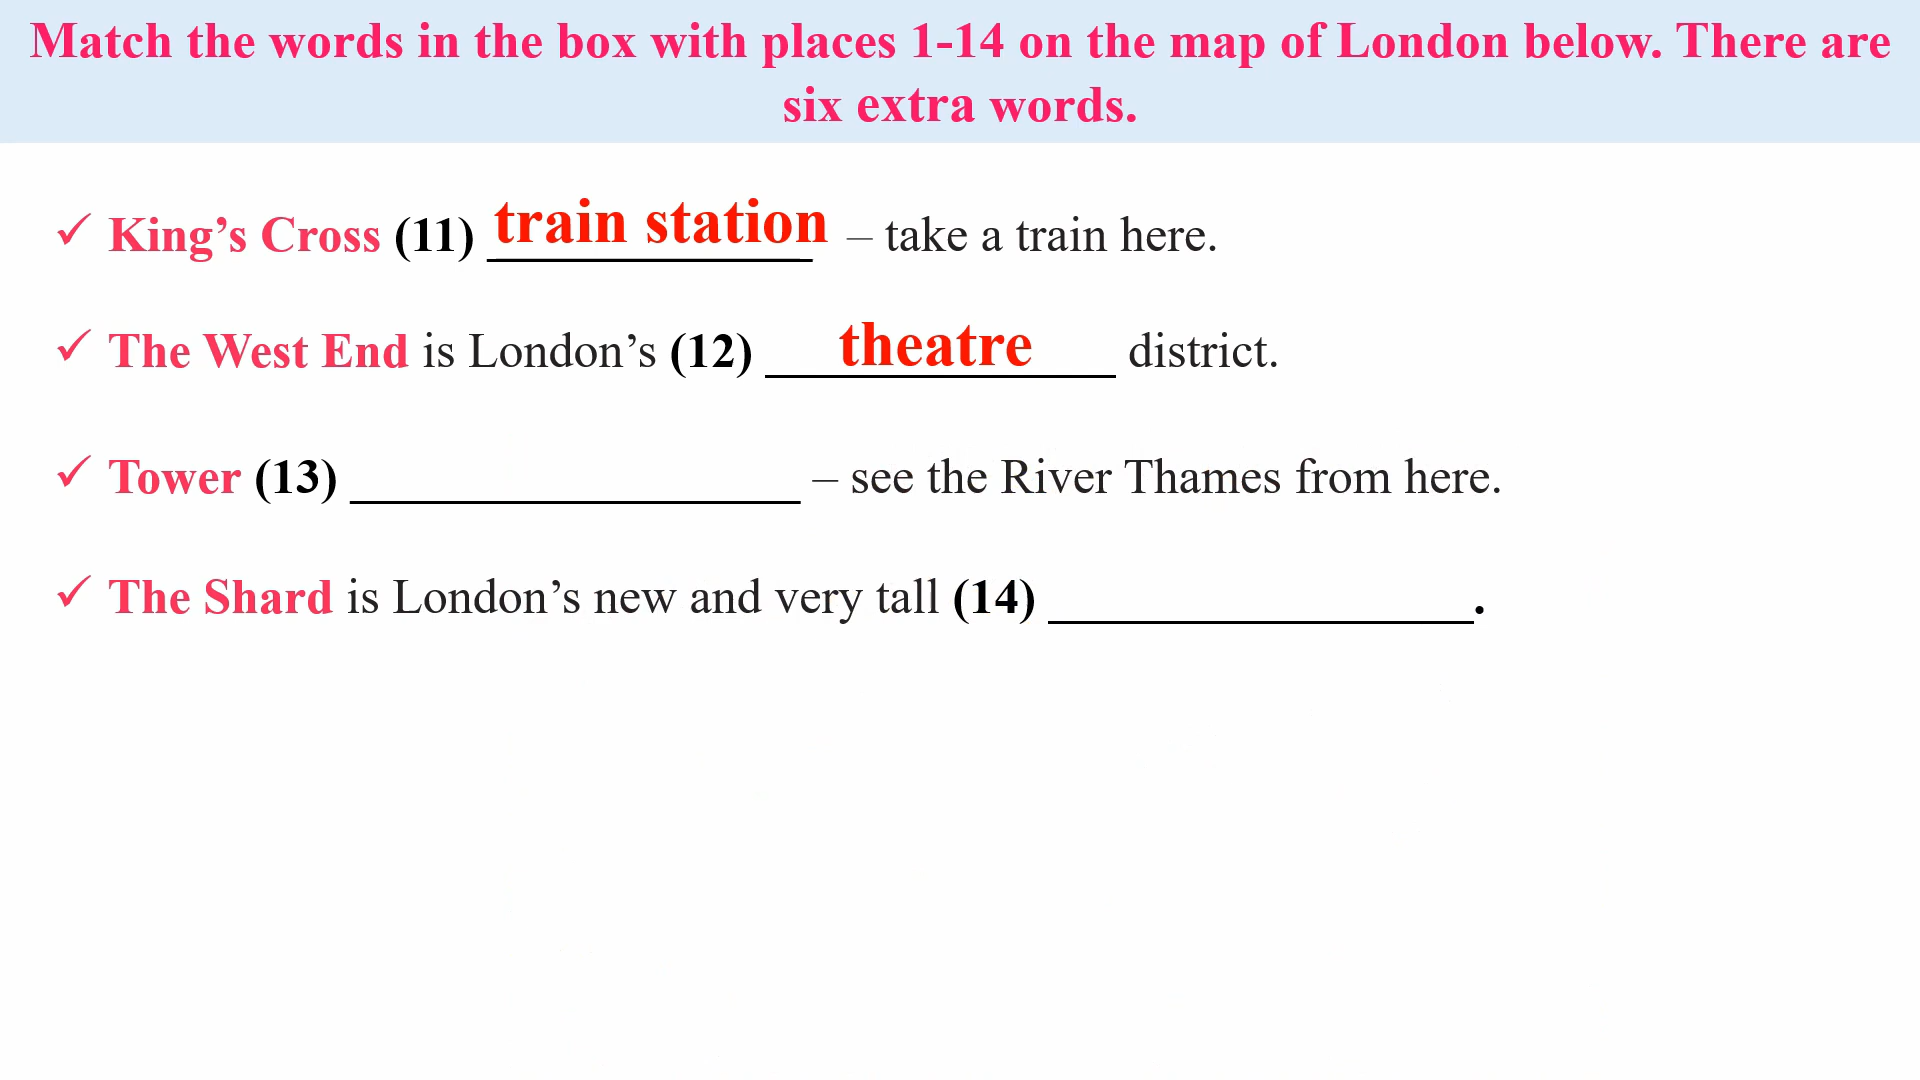 Match the words in the box with places 1-14 on the map of London below. There are
six extra words.
✓ King’s Cross (11) train station – take a train here.
✓ The West End is London’s (12) theatre district.
✓ Tower (13) __________________ – see the River Thames from here.
✓ The Shard is London’s new and very tall (14) _________________.